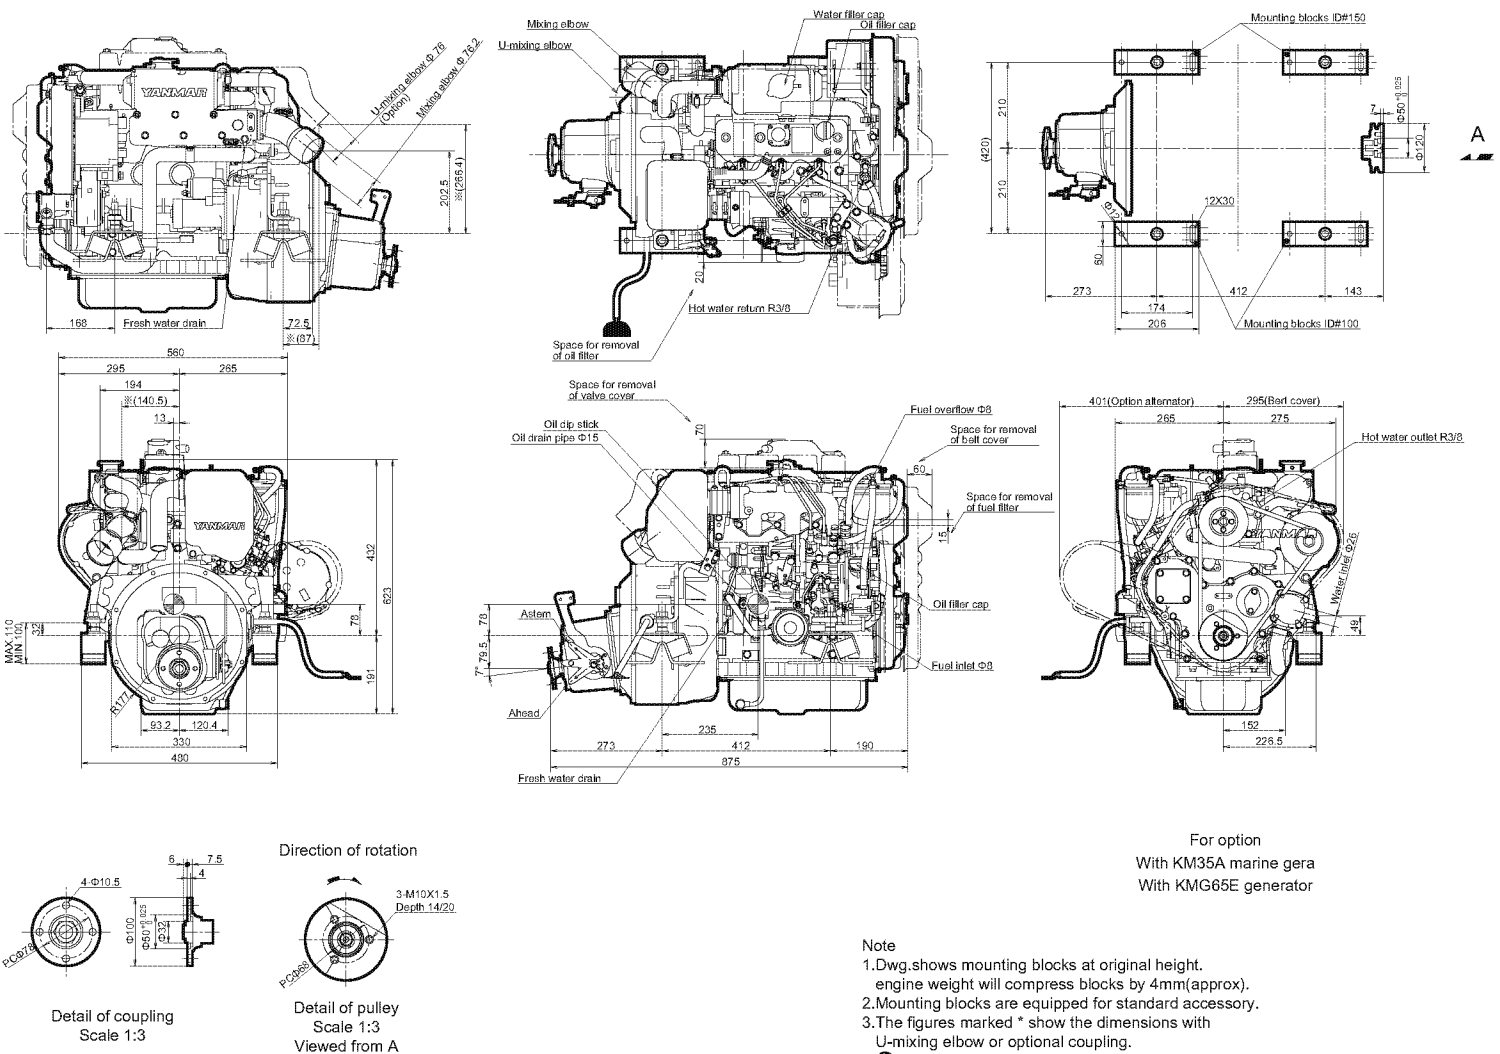 Mixing elbow
U-mixing elbow
Water filler cap
Oil filler cap
Mounting blocks ID#150
YANMAR
U-mixing elbow Φ76
(Option)
Mixing elbow Φ 76.2
202.5
※(266.4)
168
Fresh water drain
72.5
※(87)
20
Hot water return R3/8
Space for removal
of oil filter
210
(420)
210
7
Φ120
A
Φ12
12X30
60
273
412
143
174
206
Mounting blocks ID#100
560
295
265
194
※(140.5)
13
YANMAR
432
623
78
191
MAX.110
MIN.100
32
R177
93.2
120.4
330
480
Space for removal
of valve cover
70
Oil dip stick
Oil drain pipe Φ15
Fuel overflow Φ8
Space for removal
of belt cover
60
Space for removal
of fuel filter
15
Oil filler cap
Fuel inlet Φ8
Astern
78
79.5
7°
Ahead
235
273
412
190
875
Fresh water drain
401(Option alternator)
295(Berl cover)
265
275
Hot water outlet R3/8
YANMAR
Water inlet Φ26
49
152
226.5
6
7.5
4
4-Φ10.5
Φ100
Φ32
PCΦ78
Detail of coupling
Scale 1:3
Direction of rotation
3-M10X1.5
Depth 14/20
PCΦ68
Detail of pulley
Scale 1:3
Viewed from A
For option
With KM35A marine gera
With KMG65E generator
Note
1.Dwg.shows mounting blocks at original height.
engine weight will compress blocks by 4mm(approx).
2.Mounting blocks are equipped for standard accessory.
3.The figures marked * show the dimensions with
U-mixing elbow or optional coupling.